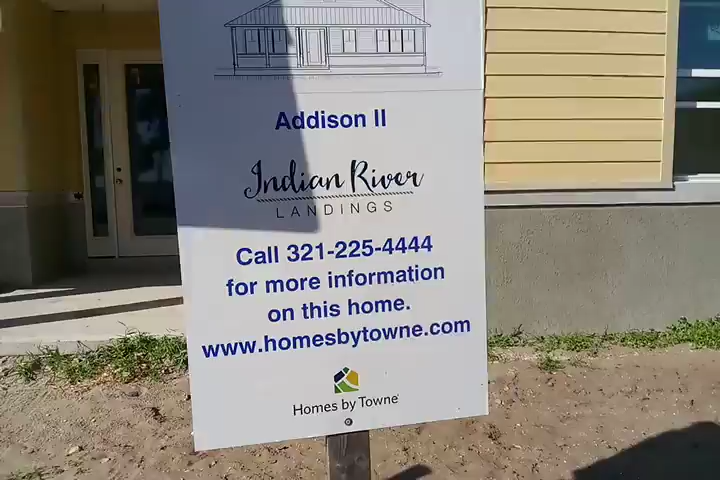 Addison II
Indian River
LANDINGS
Call 321-225-4444
for more information
on this home.
www.homesbytowne.com
Homes by Towne